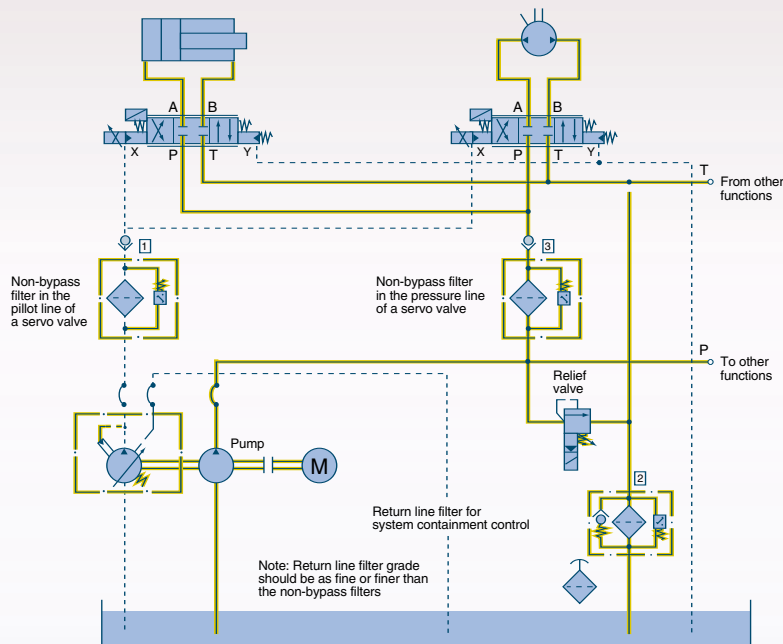 A B
P T
X Y
A B
P T
X Y
T
From other
functions
1
3
Non-bypass
filter in the
pillot line of
a servo valve
Non-bypass filter
in the pressure line
of a servo valve
P
To other
functions
Relief
valve
Pump
M
2
Return line filter for
system containment control
Note: Return line filter grade
should be as fine or finer than
the non-bypass filters